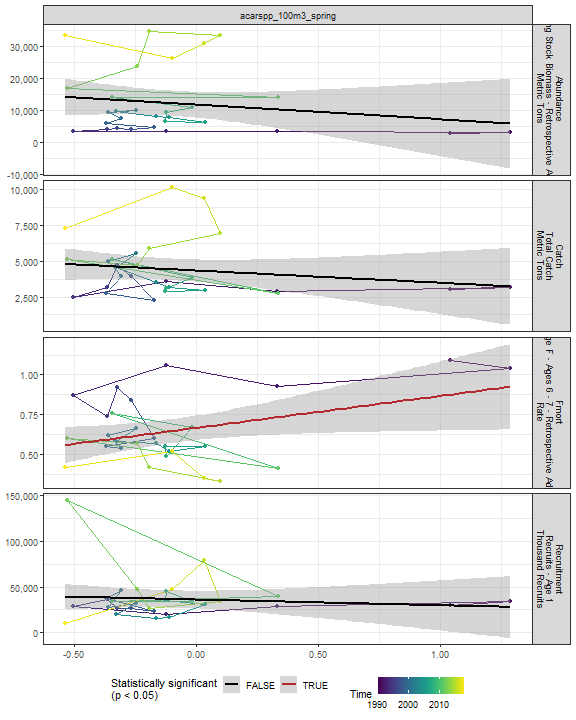 acarspp_100m3_spring
30,000
20,000
10,000
0
-10,000
Abundance
ng Stock Biomass - Retrospective A
Metric Tons
10,000
7,500
5,000
2,500
Catch
Total Catch
Metric Tons
1.00
0.75
0.50
Fmort
e F - Ages 6 - 7 - Retrospective Ad
Rate
150,000
100,000
50,000
0
Recruitment
Recruits - Age 1
Thousand Recruits
-0.50
0.00
0.50
1.00
Statistically significant
(p < 0.05)
FALSE
TRUE
Time
1990
2000
2010